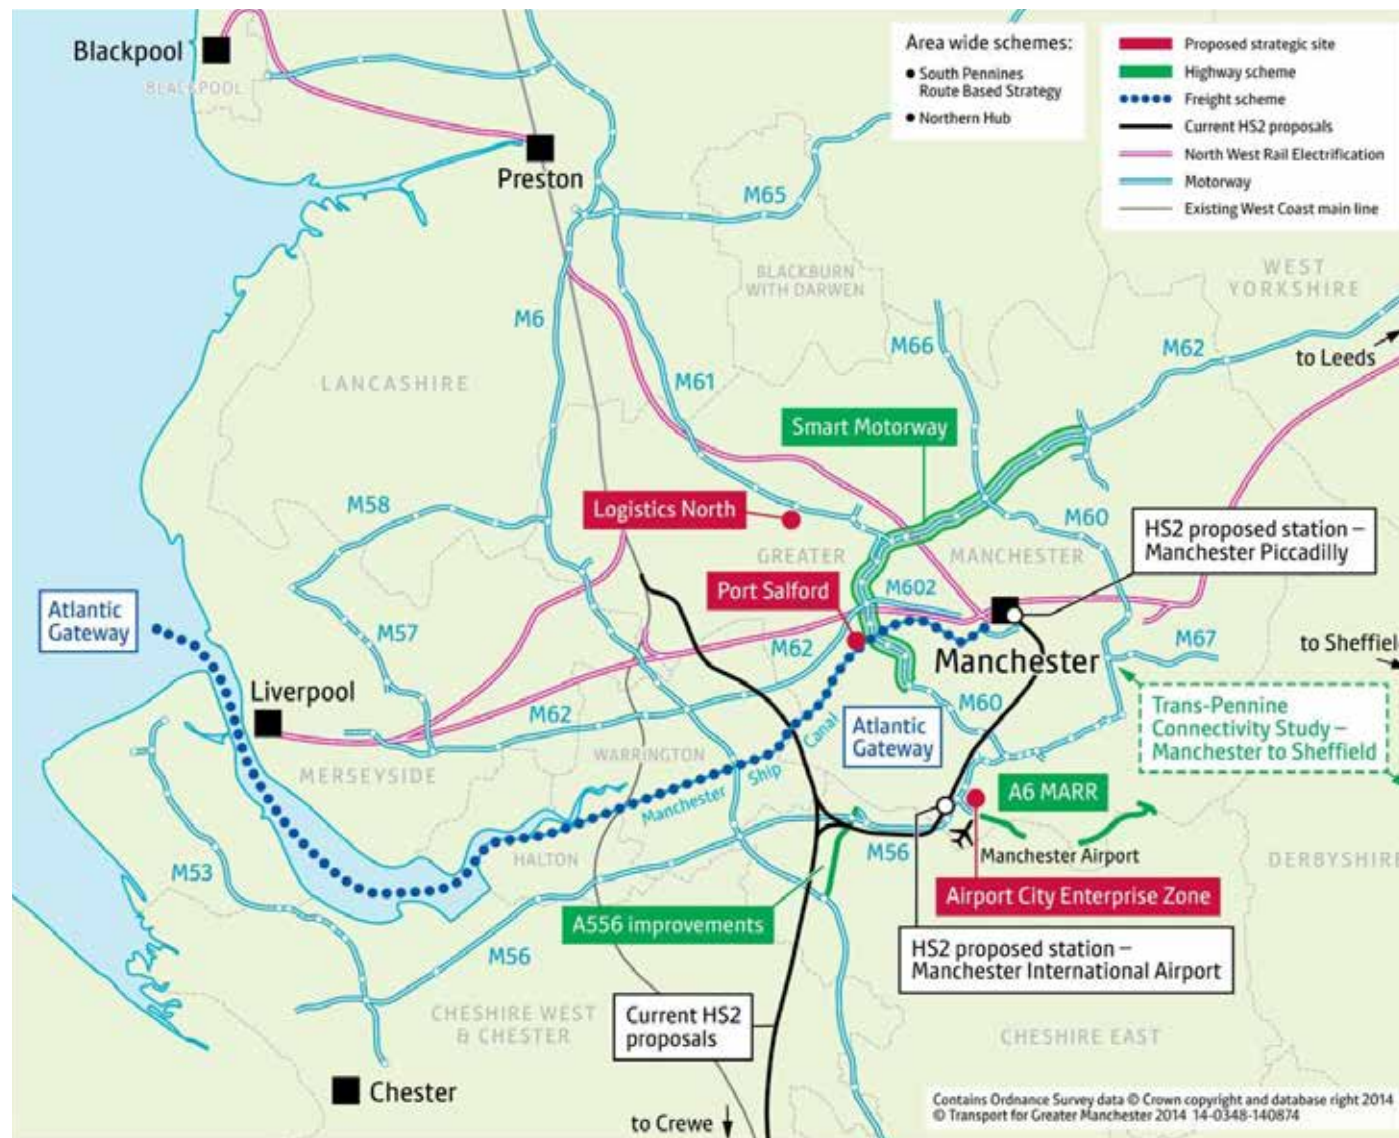 Blackpool
BLACKPOOL
Preston
Area wide schemes:
• South Pennines
Route Based Strategy
• Northern Hub
Proposed strategic site
Highway scheme
Freight scheme
Current HS2 proposals
North West Rail Electrification
Motorway
Existing West Coast main line
M65
BLACKBURN
WITH DARWEN
WEST
YORKSHIRE
M6
M66
M62
to Leeds
LANCASHIRE
M61
Smart Motorway
M58
Logistics North
M60
HS2 proposed station –
Manchester Piccadilly
GREATER
MANCHESTER
Port Salford
M602
Atlantic
Gateway
M57
M62
Manchester
M67
to Sheffiel
Liverpool
M62
M60
Trans-Pennine
Connectivity Study –
Manchester to Sheffield
Atlantic
Gateway
WARRINGTON
MERSEYSIDE
Manchester Ship Canal
A6 MARR
HALTON
M53
M56
Manchester Airport
DERBYSHIRE
Airport City Enterprise Zone
A556 improvements
M56
HS2 proposed station –
Manchester International Airport
CHESHIRE WEST
& CHESTER
Current HS2
proposals
CHESHIRE EAST
Chester
to Crewe
Contains Ordnance Survey data © Crown copyright and database right 2014
© Transport for Greater Manchester 2014 14-0348-140874